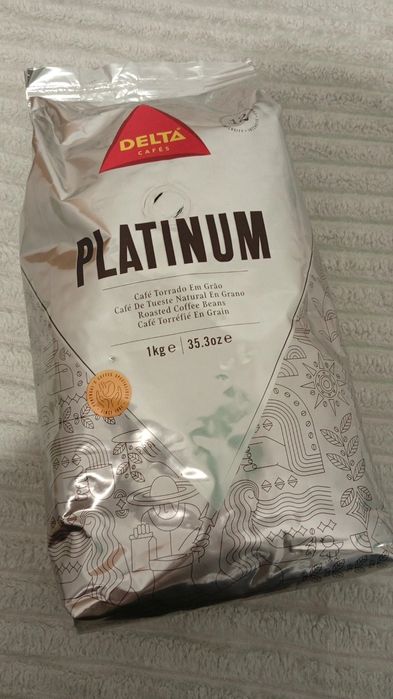 DELTA
CAFÉS
PLATINUM
Café Torrado Em Grão
Café De Tueste Natural En Grano
Roasted Coffee Beans
Café Torréfié En Grain
1kg e | 35.3oz e